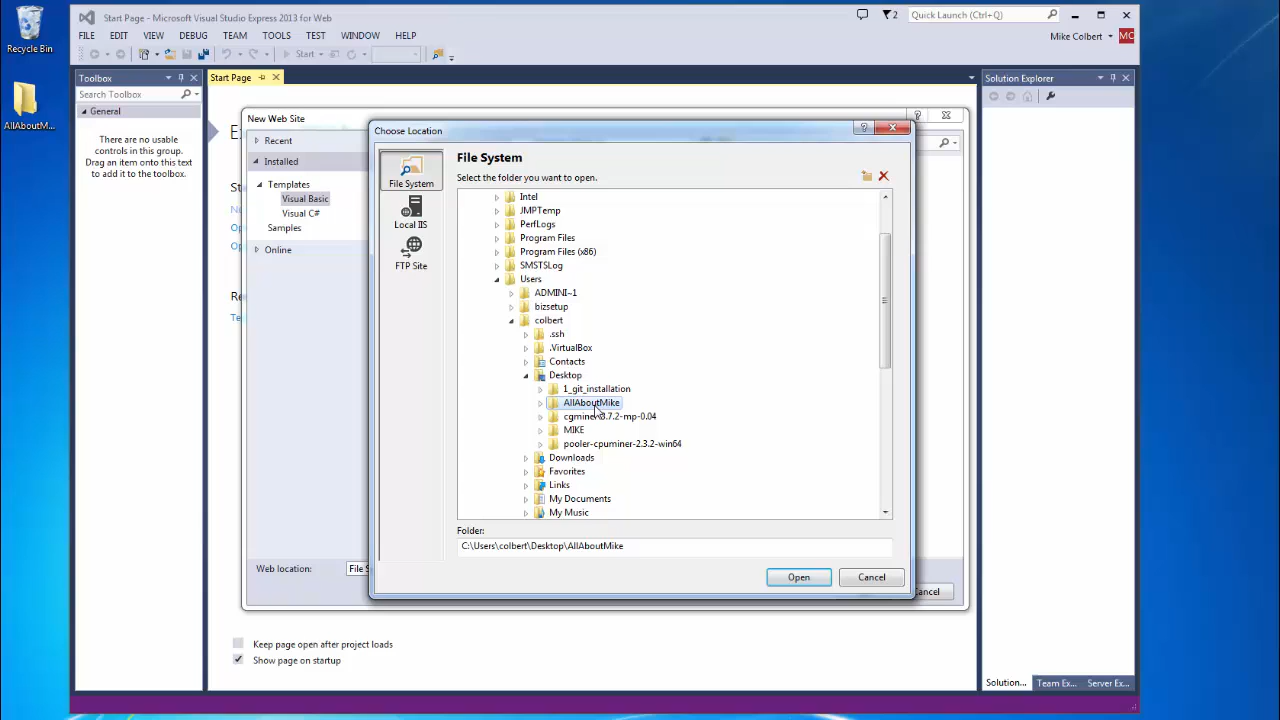 Recycle Bin
AllAboutM...
Start Page - Microsoft Visual Studio Express 2013 for Web
2
Quick Launch (Ctrl+Q)
FILE EDIT VIEW DEBUG TEAM TOOLS TEST WINDOW HELP
Mike Colbert MC
Start
Toolbox
Start Page
Solution Explorer
Search Toolbox
General
There are no usable
controls in this group.
Drag an item onto this text
to add it to the toolbox.
New Web Site
Recent
Installed
Templates
Visual Basic
Visual C#
Samples
Online
Web location:
File S
Cancel
Choose Location
File System
Local IIS
FTP Site
File System
Select the folder you want to open.
Intel
JMPTemp
PerfLogs
Program Files
Program Files (x86)
SMSTSLog
Users
ADMINI~1
bizsetup
colbert
.ssh
.VirtualBox
Contacts
Desktop
1_git_installation
AllAboutMike
cgminer-3.7.2-mp-0.04
MIKE
pooler-cpuminer-2.3.2-win64
Downloads
Favorites
Links
My Documents
My Music
Folder:
C:\Users\colbert\Desktop\AllAboutMike
Open Cancel
Keep page open after project loads
Show page on startup
Solution... Team Ex... Server Ex...